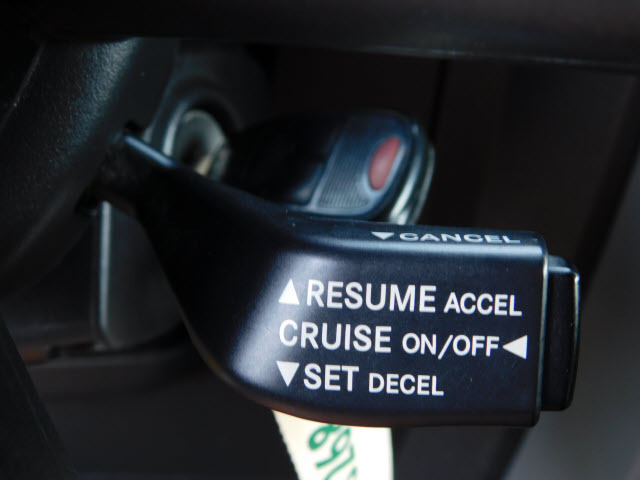 ▼CANCEL
▲RESUME ACCEL
CRUISE ON/OFF◄
▼SET DECEL